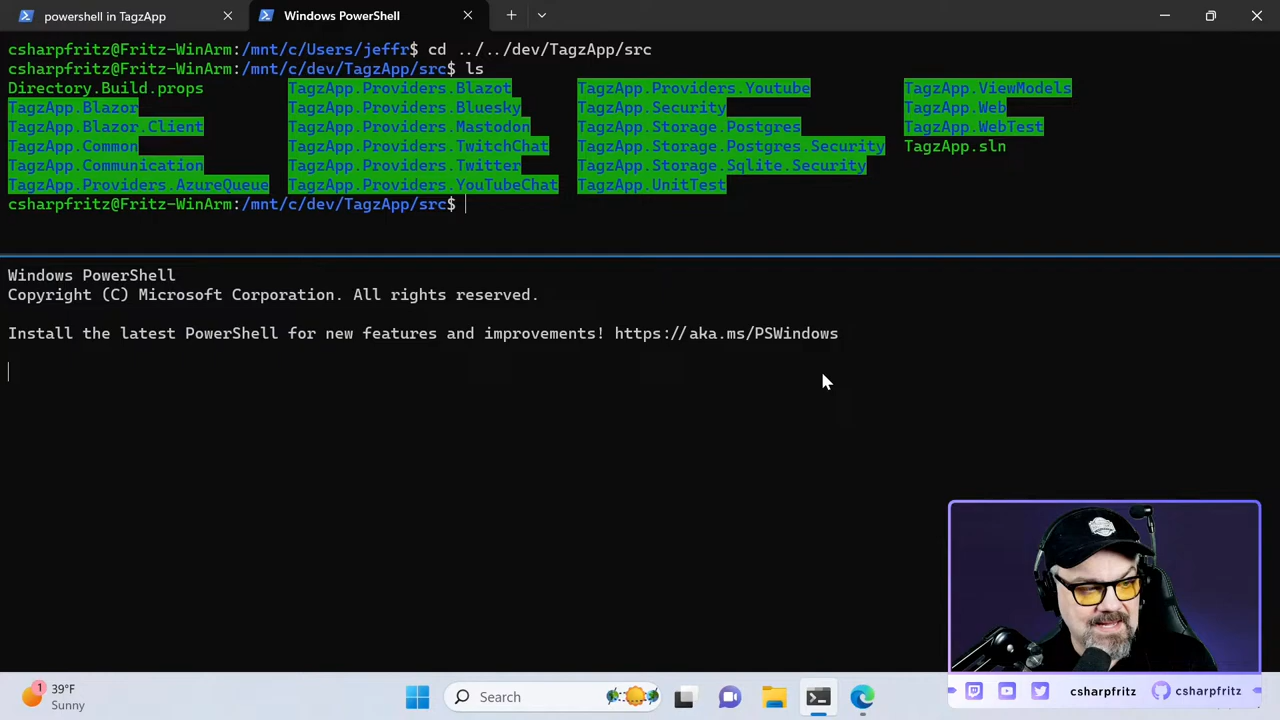 powershell in TagzApp
Windows PowerShell
csharpfritz@Fritz-WinArm:/mnt/c/Users/jeffr$ cd ../../dev/TagzApp/src
csharpfritz@Fritz-WinArm:/mnt/c/dev/TagzApp/src$ ls
Directory.Build.props TagzApp.Providers.Blazot TagzApp.Providers.Youtube TagzApp.ViewModels
TagzApp.Blazor TagzApp.Providers.Bluesky TagzApp.Security TagzApp.Web
TagzApp.Blazor.Client TagzApp.Providers.Mastodon TagzApp.Storage.Postgres TagzApp.WebTest
TagzApp.Common TagzApp.Providers.TwitchChat TagzApp.Storage.Postgres.Security TagzApp.sln
TagzApp.Communication TagzApp.Providers.Twitter TagzApp.Storage.Sqlite.Security
TagzApp.Providers.AzureQueue TagzApp.Providers.YouTubeChat TagzApp.UnitTest
csharpfritz@Fritz-WinArm:/mnt/c/dev/TagzApp/src$
Windows PowerShell
Copyright (C) Microsoft Corporation. All rights reserved.
Install the latest PowerShell for new features and improvements! https://aka.ms/PSWindows
1
39°F
Sunny
Search
csharpfritz
csharpfritz